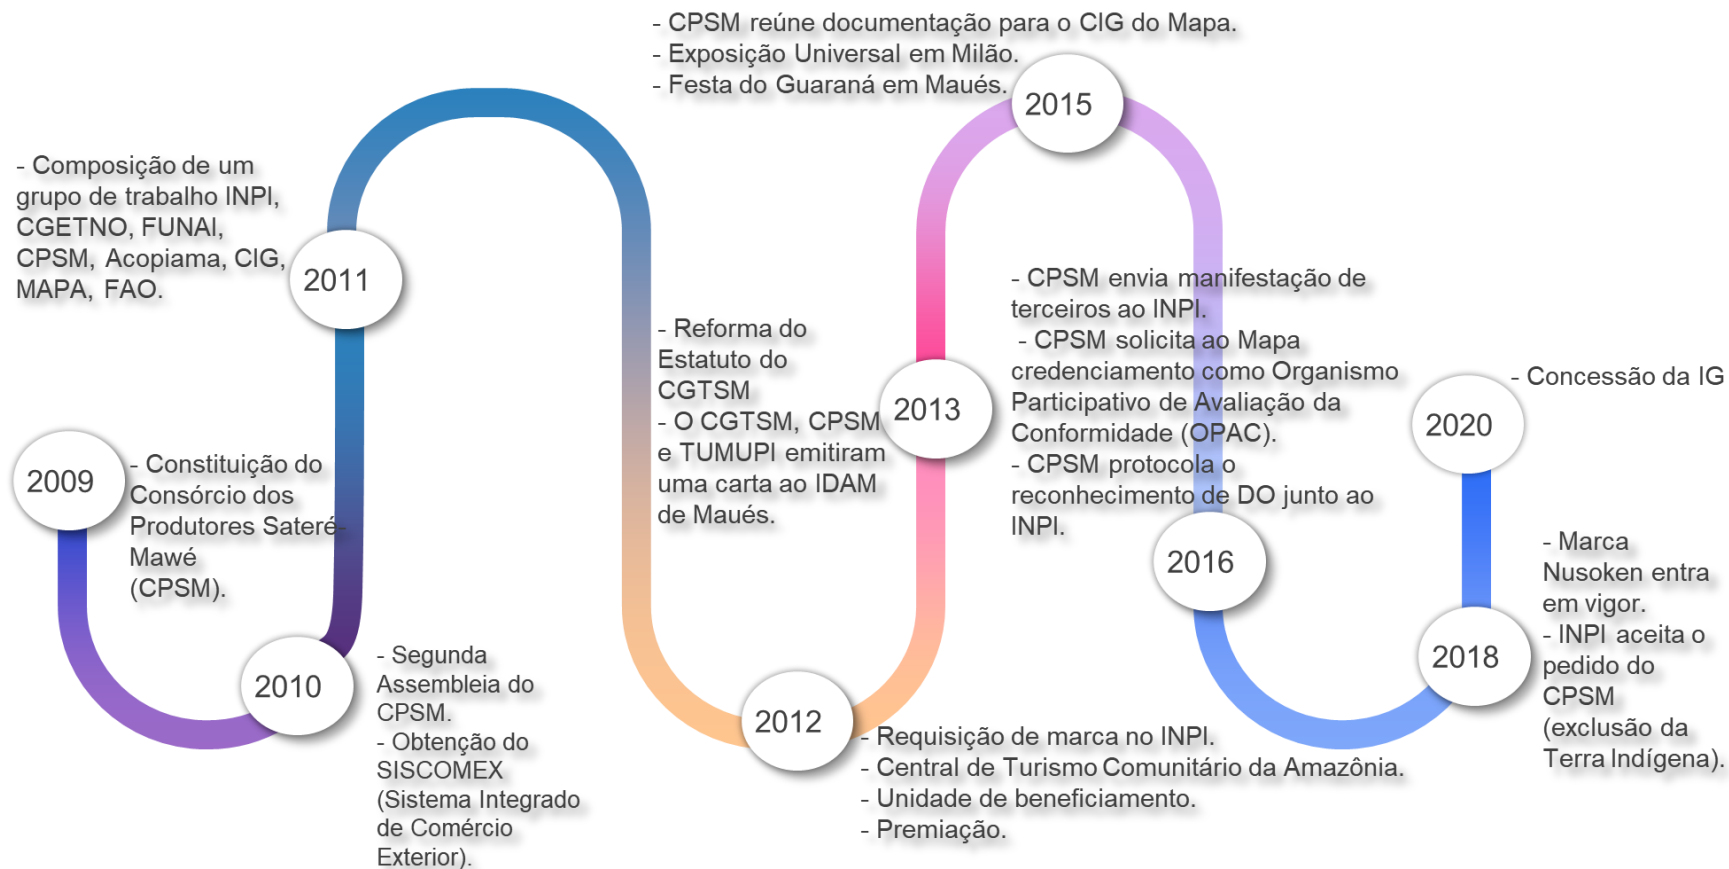 2009
- Constituição do
Consórcio dos
Produtores Sateré-
Mawé
(CPSM).
2010
- Segunda
Assembleia do
CPSM.
- Obtenção do
SISCOMEX
(Sistema Integrado
de Comércio
Exterior).
2011
- Composição de um
grupo de trabalho INPI,
CGETNO, FUNAI,
CPSM, Acopiama, CIG,
MAPA, FAO.
2012
- Requisição de marca no INPI.
- Central de Turismo Comunitário da Amazônia.
- Unidade de beneficiamento.
- Premiação.
2013
- Reforma do
Estatuto do
CGTSM
- O CGTSM, CPSM
e TUMUPI emitiram
uma carta ao IDAM
de Maués.
2015
- CPSM reúne documentação para o CIG do Mapa.
- Exposição Universal em Milão.
- Festa do Guaraná em Maués.
2016
- CPSM envia manifestação de
terceiros ao INPI.
- CPSM solicita ao Mapa
credenciamento como Organismo
Participativo de Avaliação da
Conformidade (OPAC).
- CPSM protocola o
reconhecimento de DO junto ao
INPI.
2018
- Marca
Nusoken entra
em vigor.
- INPI aceita o
pedido do
CPSM
(exclusão da
Terra Indígena).
2020
- Concessão da IG